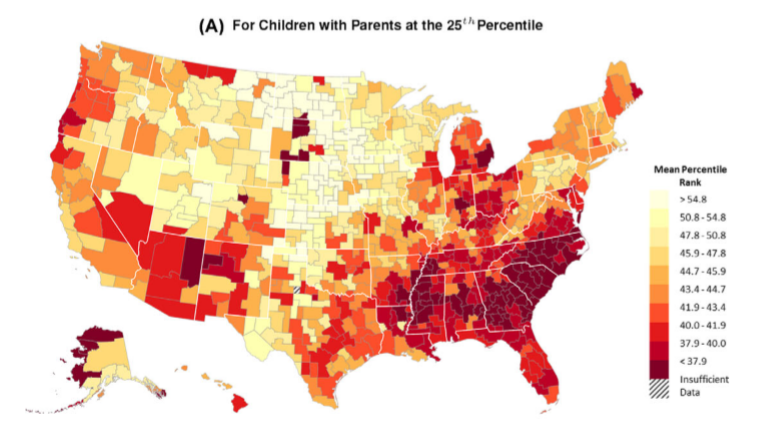 (A) For Children with Parents at the 25th Percentile
Mean Percentile
Rank
> 54.8
50.8 - 54.8
47.8 - 50.8
45.9 - 47.8
44.7 - 45.9
43.4 - 44.7
41.9 - 43.4
40.0 - 41.9
37.9 - 40.0
< 37.9
Insufficient
Data